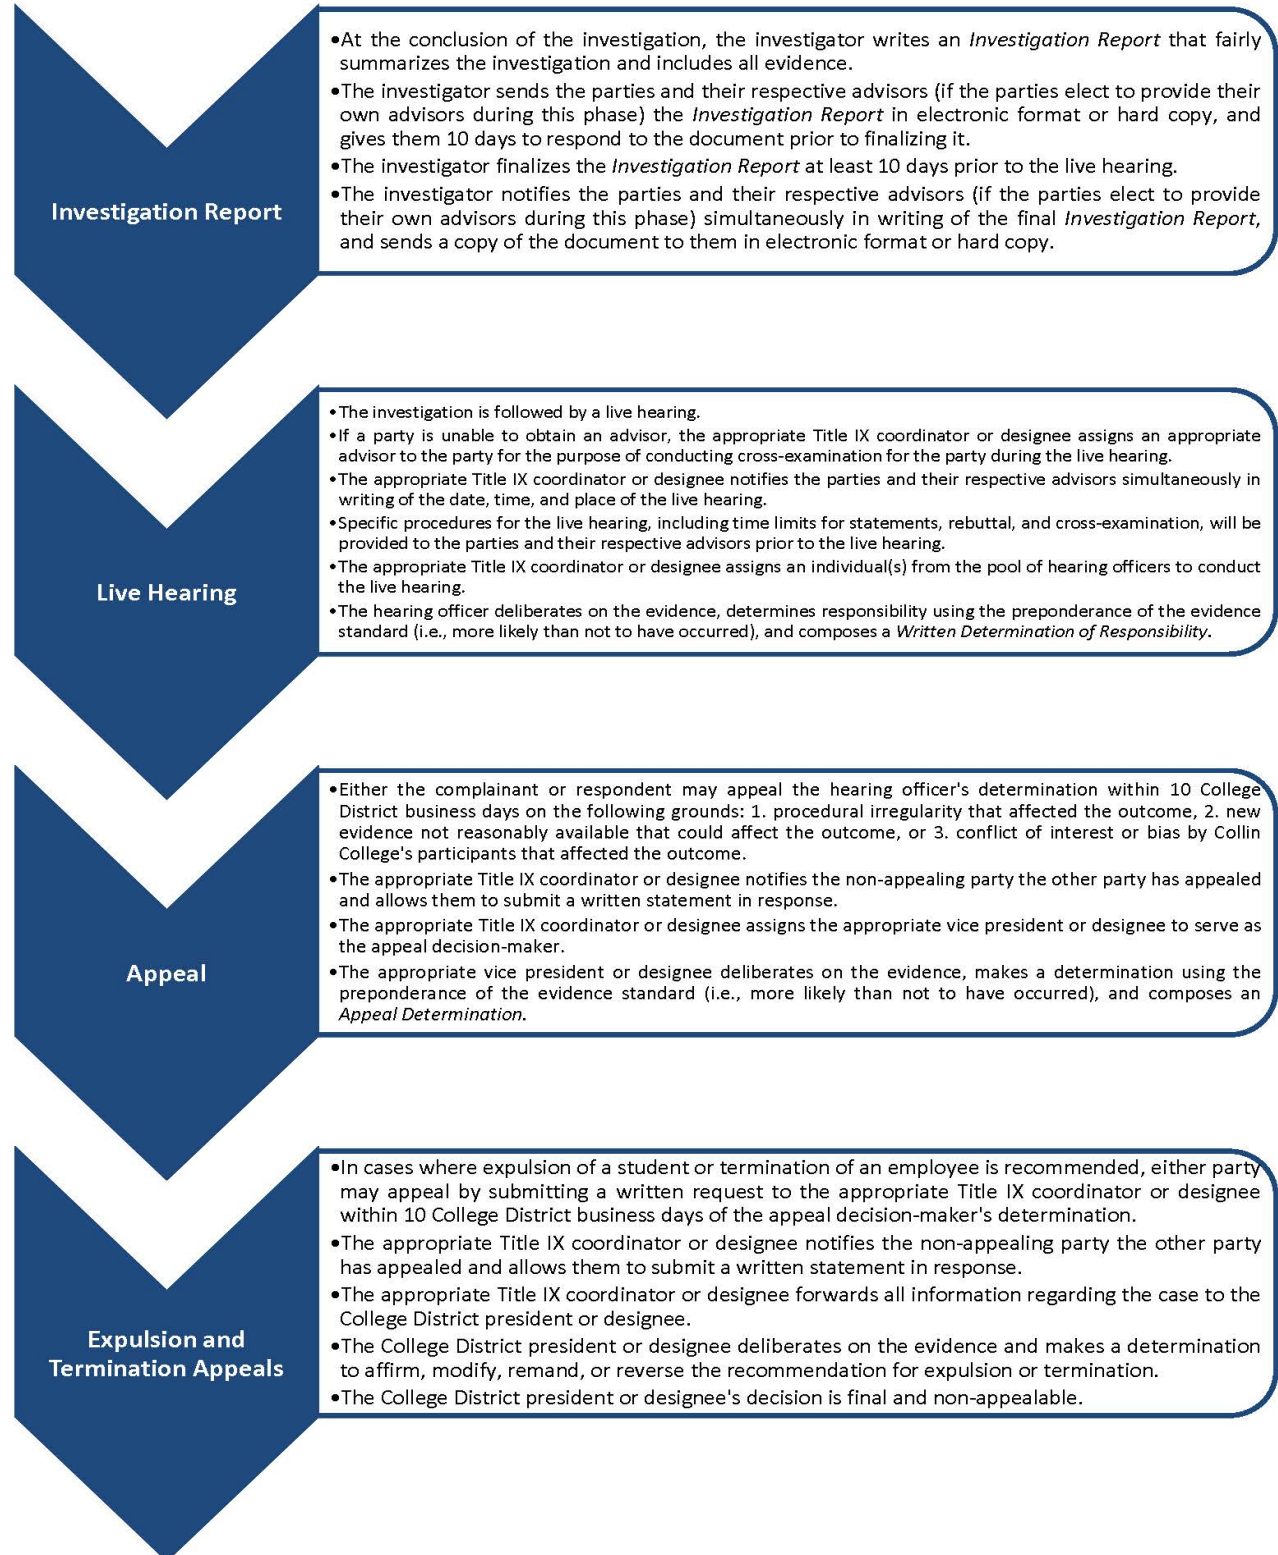 Investigation Report
•At the conclusion of the investigation, the investigator writes an Investigation Report that fairly
summarizes the investigation and includes all evidence.
•The investigator sends the parties and their respective advisors (if the parties elect to provide their
own advisors during this phase) the Investigation Report in electronic format or hard copy, and
gives them 10 days to respond to the document prior to finalizing it.
•The investigator finalizes the Investigation Report at least 10 days prior to the live hearing.
•The investigator notifies the parties and their respective advisors (if the parties elect to provide
their own advisors during this phase) simultaneously in writing of the final Investigation Report,
and sends a copy of the document to them in electronic format or hard copy.
Live Hearing
•The investigation is followed by a live hearing.
•If a party is unable to obtain an advisor, the appropriate Title IX coordinator or designee assigns an appropriate
advisor to the party for the purpose of conducting cross-examination for the party during the live hearing.
•The appropriate Title IX coordinator or designee notifies the parties and their respective advisors simultaneously in
writing of the date, time, and place of the live hearing.
•Specific procedures for the live hearing, including time limits for statements, rebuttal, and cross-examination, will be
provided to the parties and their respective advisors prior to the live hearing.
•The appropriate Title IX coordinator or designee assigns an individual(s) from the pool of hearing officers to conduct
the live hearing.
•The hearing officer deliberates on the evidence, determines responsibility using the preponderance of the evidence
standard (i.e., more likely than not to have occurred), and composes a Written Determination of Responsibility.
Appeal
•Either the complainant or respondent may appeal the hearing officer's determination within 10 College
District business days on the following grounds: 1. procedural irregularity that affected the outcome, 2. new
evidence not reasonably available that could affect the outcome, or 3. conflict of interest or bias by Collin
College's participants that affected the outcome.
•The appropriate Title IX coordinator or designee notifies the non-appealing party the other party has appealed
and allows them to submit a written statement in response.
•The appropriate Title IX coordinator or designee assigns the appropriate vice president or designee to serve as
the appeal decision-maker.
•The appropriate vice president or designee deliberates on the evidence, makes a determination using the
preponderance of the evidence standard (i.e., more likely than not to have occurred), and composes an
Appeal Determination.
Expulsion and
Termination Appeals
•In cases where expulsion of a student or termination of an employee is recommended, either party
may appeal by submitting a written request to the appropriate Title IX coordinator or designee
within 10 College District business days of the appeal decision-maker's determination.
•The appropriate Title IX coordinator or designee notifies the non-appealing party the other party
has appealed and allows them to submit a written statement in response.
•The appropriate Title IX coordinator or designee forwards all information regarding the case to the
College District president or designee.
•The College District president or designee deliberates on the evidence and makes a determination
to affirm, modify, remand, or reverse the recommendation for expulsion or termination.
•The College District president or designee's decision is final and non-appealable.